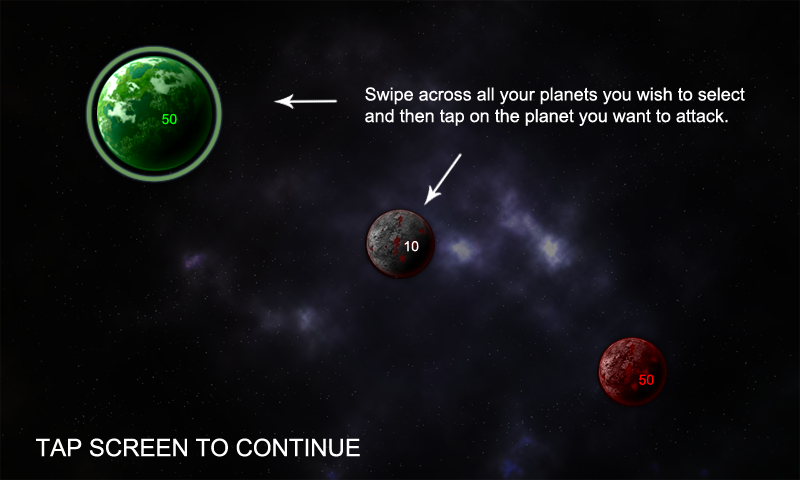 50
Swipe across all your planets you wish to select
and then tap on the planet you want to attack.
10
50
TAP SCREEN TO CONTINUE